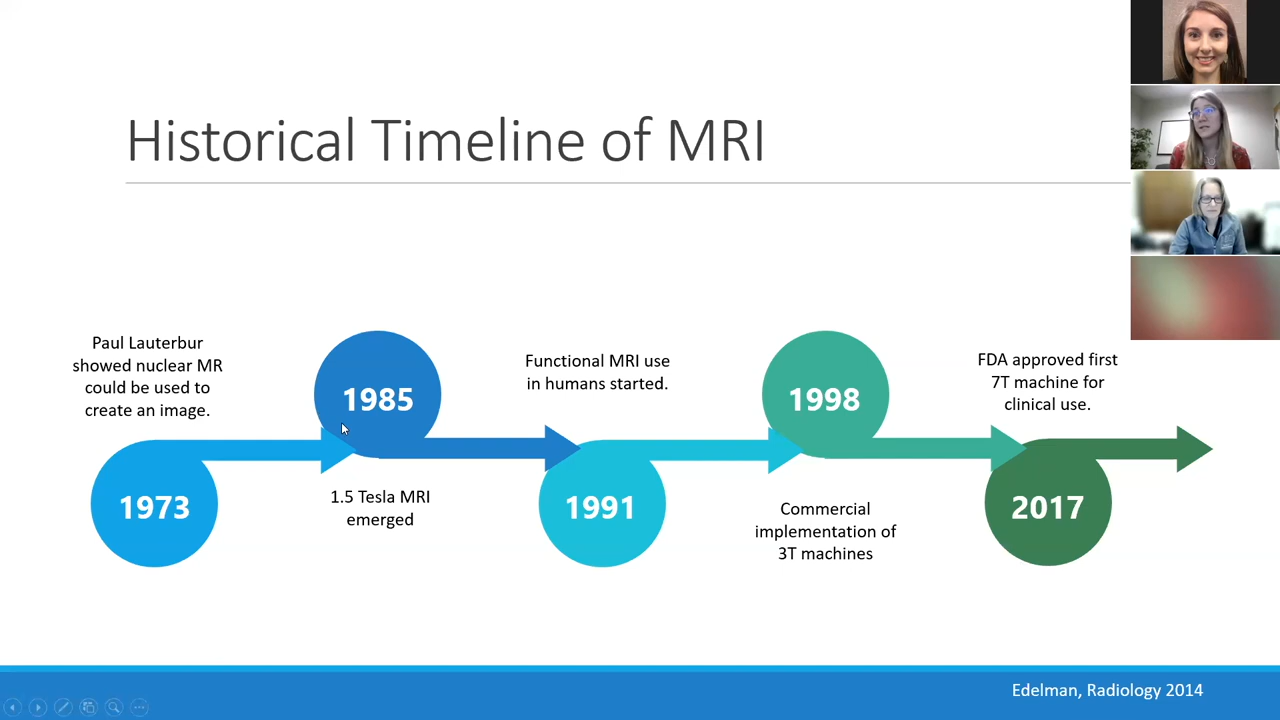 Historical Timeline of MRI
Paul Lauterbur
showed nuclear MR
could be used to
create an image.
1973
1985
1.5 Tesla MRI
emerged
Functional MRI use
in humans started.
1991
1998
Commercial
implementation of
3T machines
FDA approved first
7T machine for
clinical use.
2017
Edelman, Radiology 2014